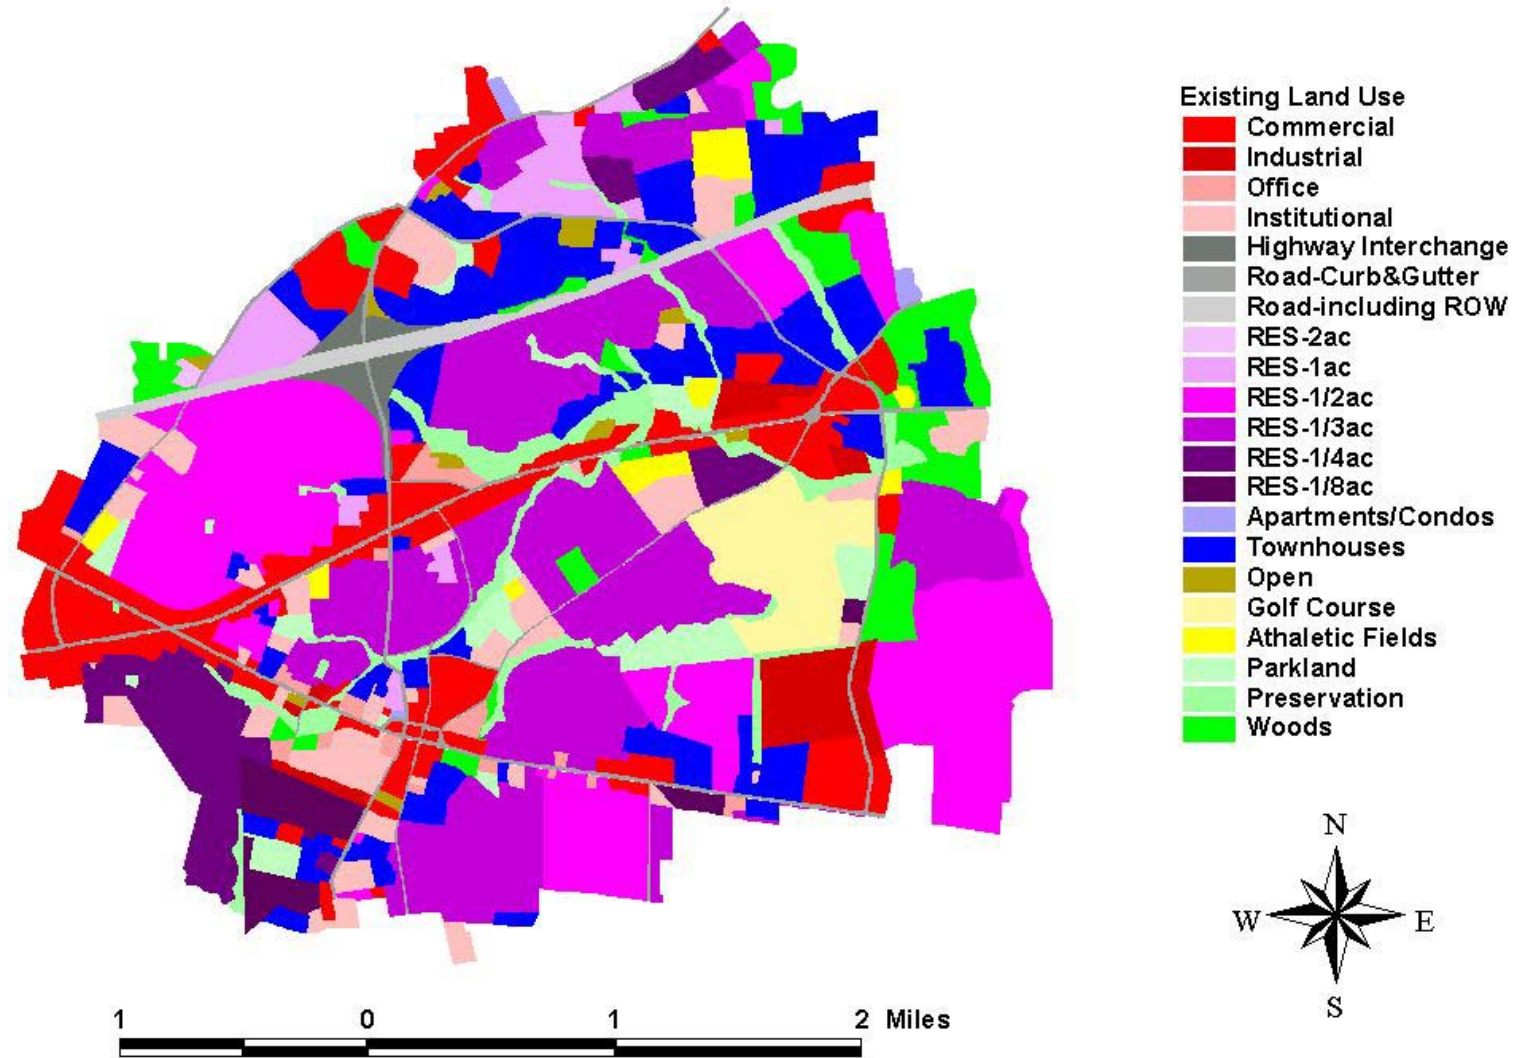 Existing Land Use
Commercial
Industrial
Office
Institutional
Highway Interchange
Road-Curb&Gutter
Road-including ROW
RES-2ac
RES-1ac
RES-1/2ac
RES-1/3ac
RES-1/4ac
RES-1/8ac
Apartments/Condos
Townhouses
Open
Golf Course
Athaletic Fields
Parkland
Preservation
Woods
N
W E
S
1 0 1 2 Miles